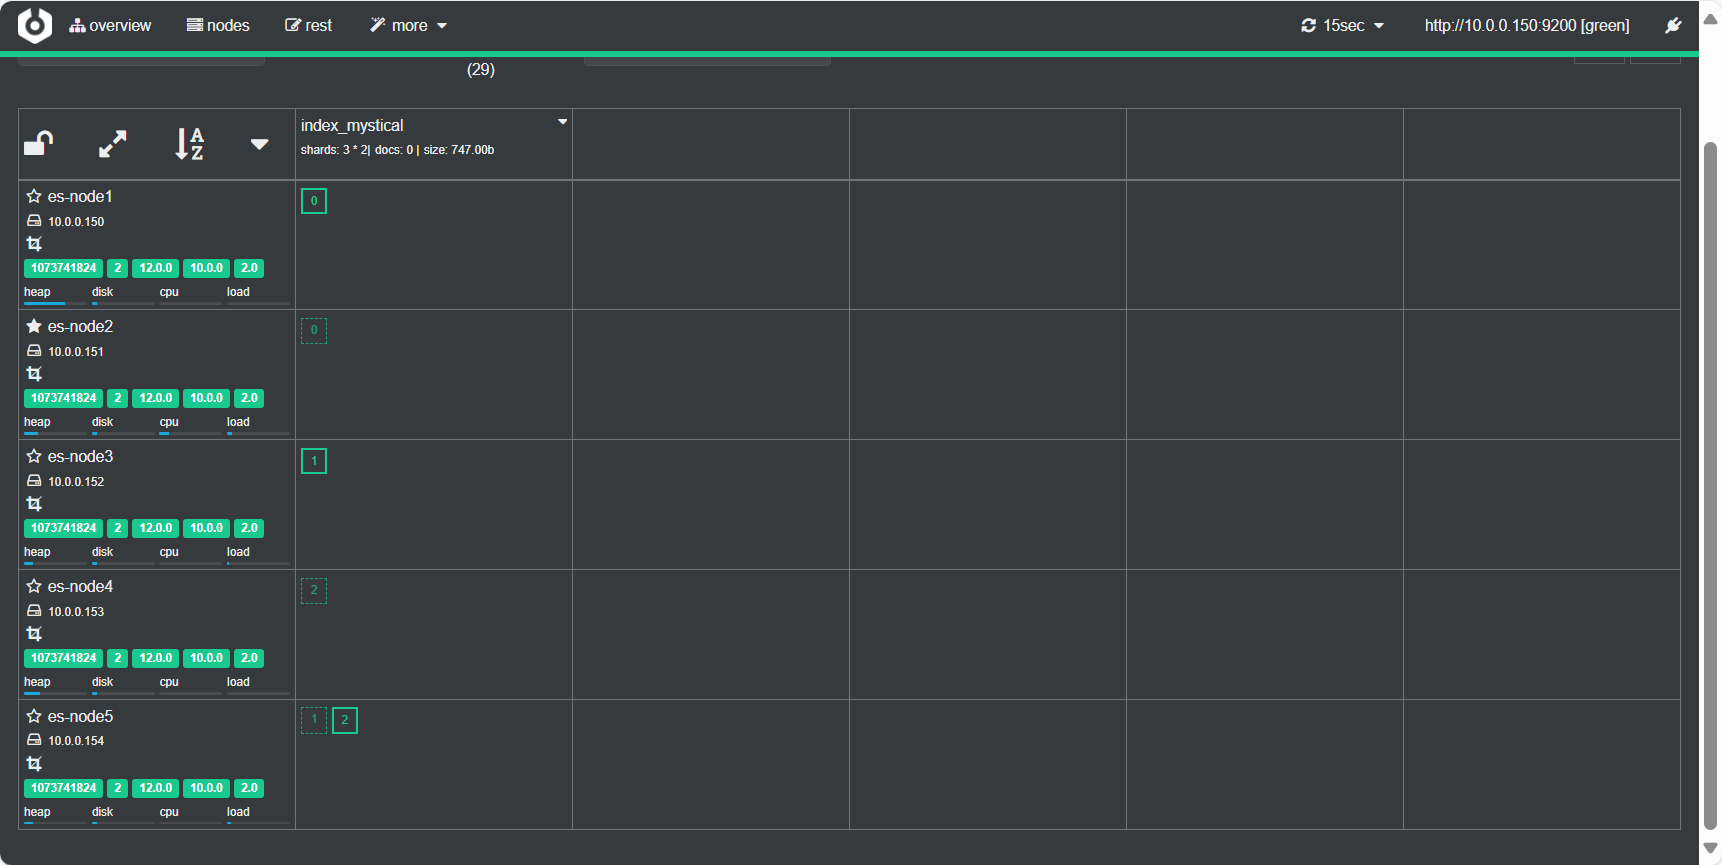 overview nodes rest more 15sec http://10.0.0.150:9200 [green]
(29)
index_mystical
shards: 3 * 2| docs: 0 | size: 747.00b
es-node1
10.0.0.150
1073741824 2 12.0.0 10.0.0 2.0
heap disk cpu load
0
es-node2
10.0.0.151
1073741824 2 12.0.0 10.0.0 2.0
heap disk cpu load
0
es-node3
10.0.0.152
1073741824 2 12.0.0 10.0.0 2.0
heap disk cpu load
1
es-node4
10.0.0.153
1073741824 2 12.0.0 10.0.0 2.0
heap disk cpu load
2
es-node5
10.0.0.154
1073741824 2 12.0.0 10.0.0 2.0
heap disk cpu load
1 2